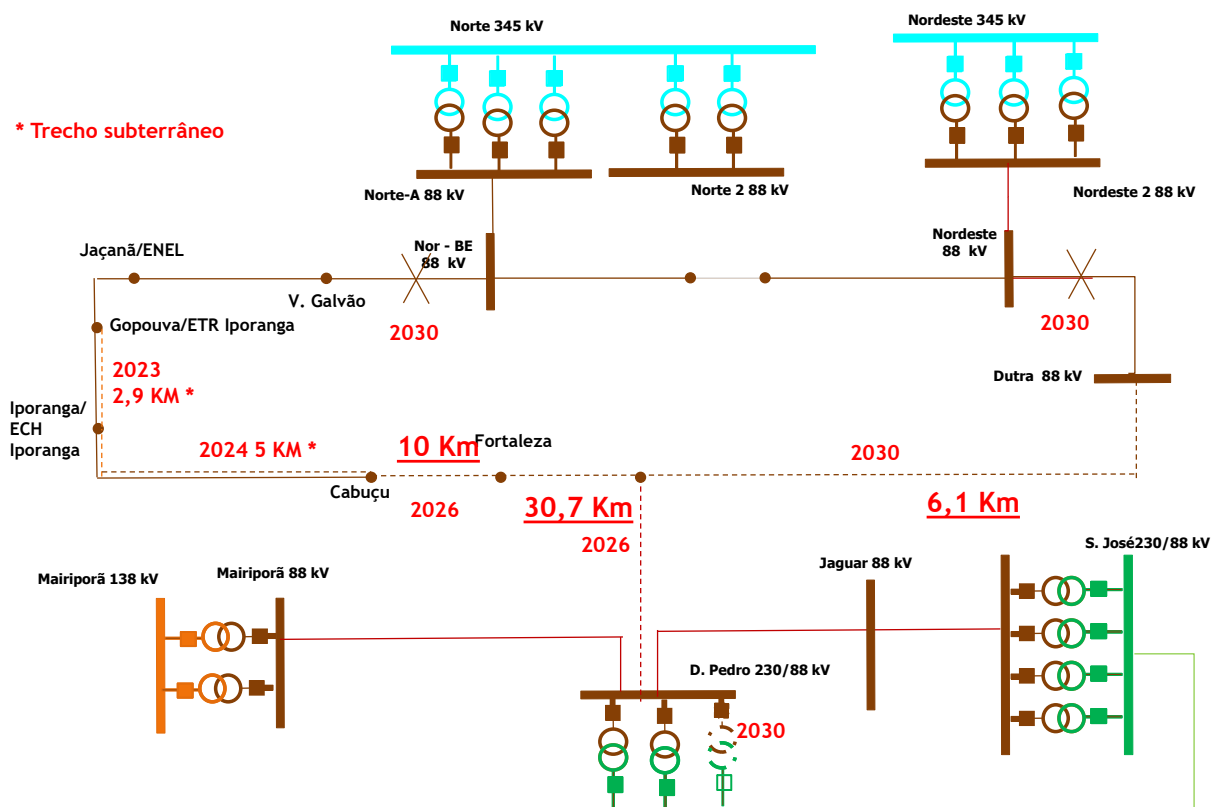 Norte 345 kV
Nordeste 345 kV
* Trecho subterrâneo
Norte-A 88 kV
Norte 2 88 kV
Nordeste 2 88 kV
Jaçanã/ENEL
Nor - BE
88  kV
Nordeste
88  kV
V. Galvão
Gopouva/ETR Iporanga
2030
2030
2023
2,9 KM *
Dutra  88 kV
Iporanga/
ECH
Iporanga
2024 5 KM *
10 Km
Fortaleza
2030
Cabuçu
2026
30,7 Km
6,1 Km
2026
S. José230/88 kV
Jaguar 88 kV
Mairiporã 138 kV
Mairiporã 88 kV
D. Pedro 230/88 kV
2030